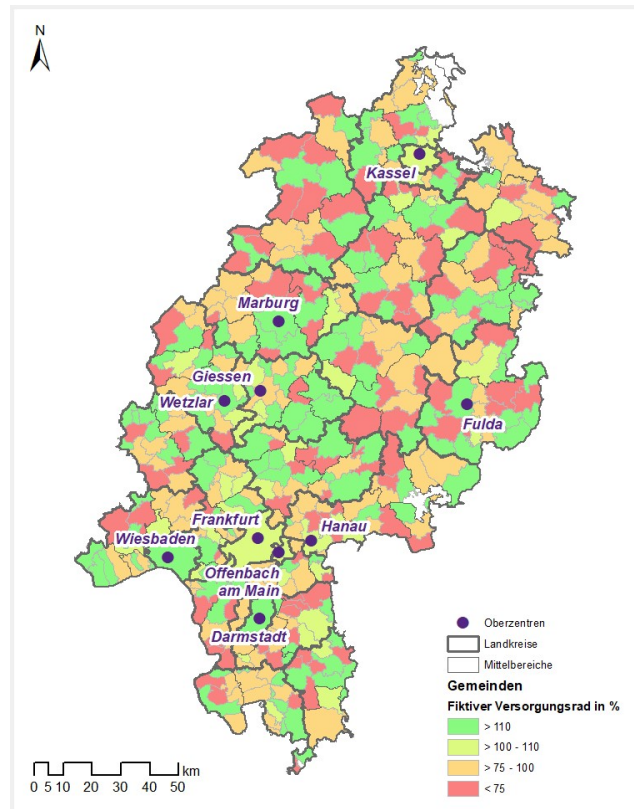 N
Kassel
Marburg
Giessen
Wetzlar
Fulda
Frankfurt
Hanau
Wiesbaden
Offenbach
am Main
Darmstadt
Oberzentren
Landkreise
Mittelbereiche
Gemeinden
Fiktiver Versorgungsrad in %
> 110
> 100 - 110
> 75 - 100
< 75
km
0 5 10 20 30 40 50